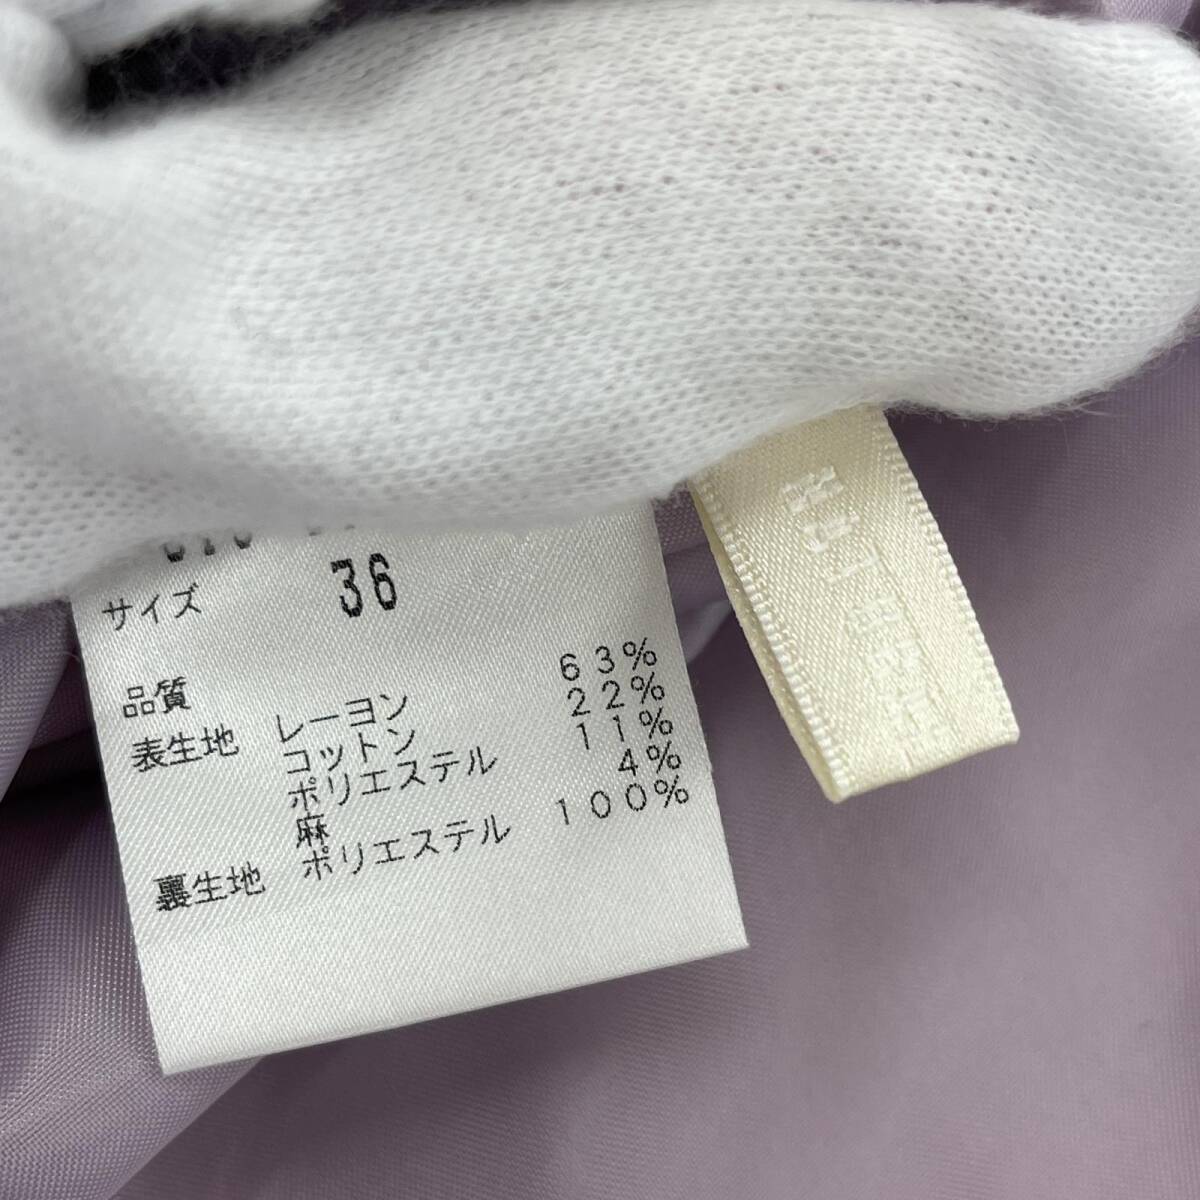 サイズ 36
品質
表生地 レーヨン 63%
コットン 22%
ポリエステル 11%
麻 4%
裏生地 ポリエステル 100%